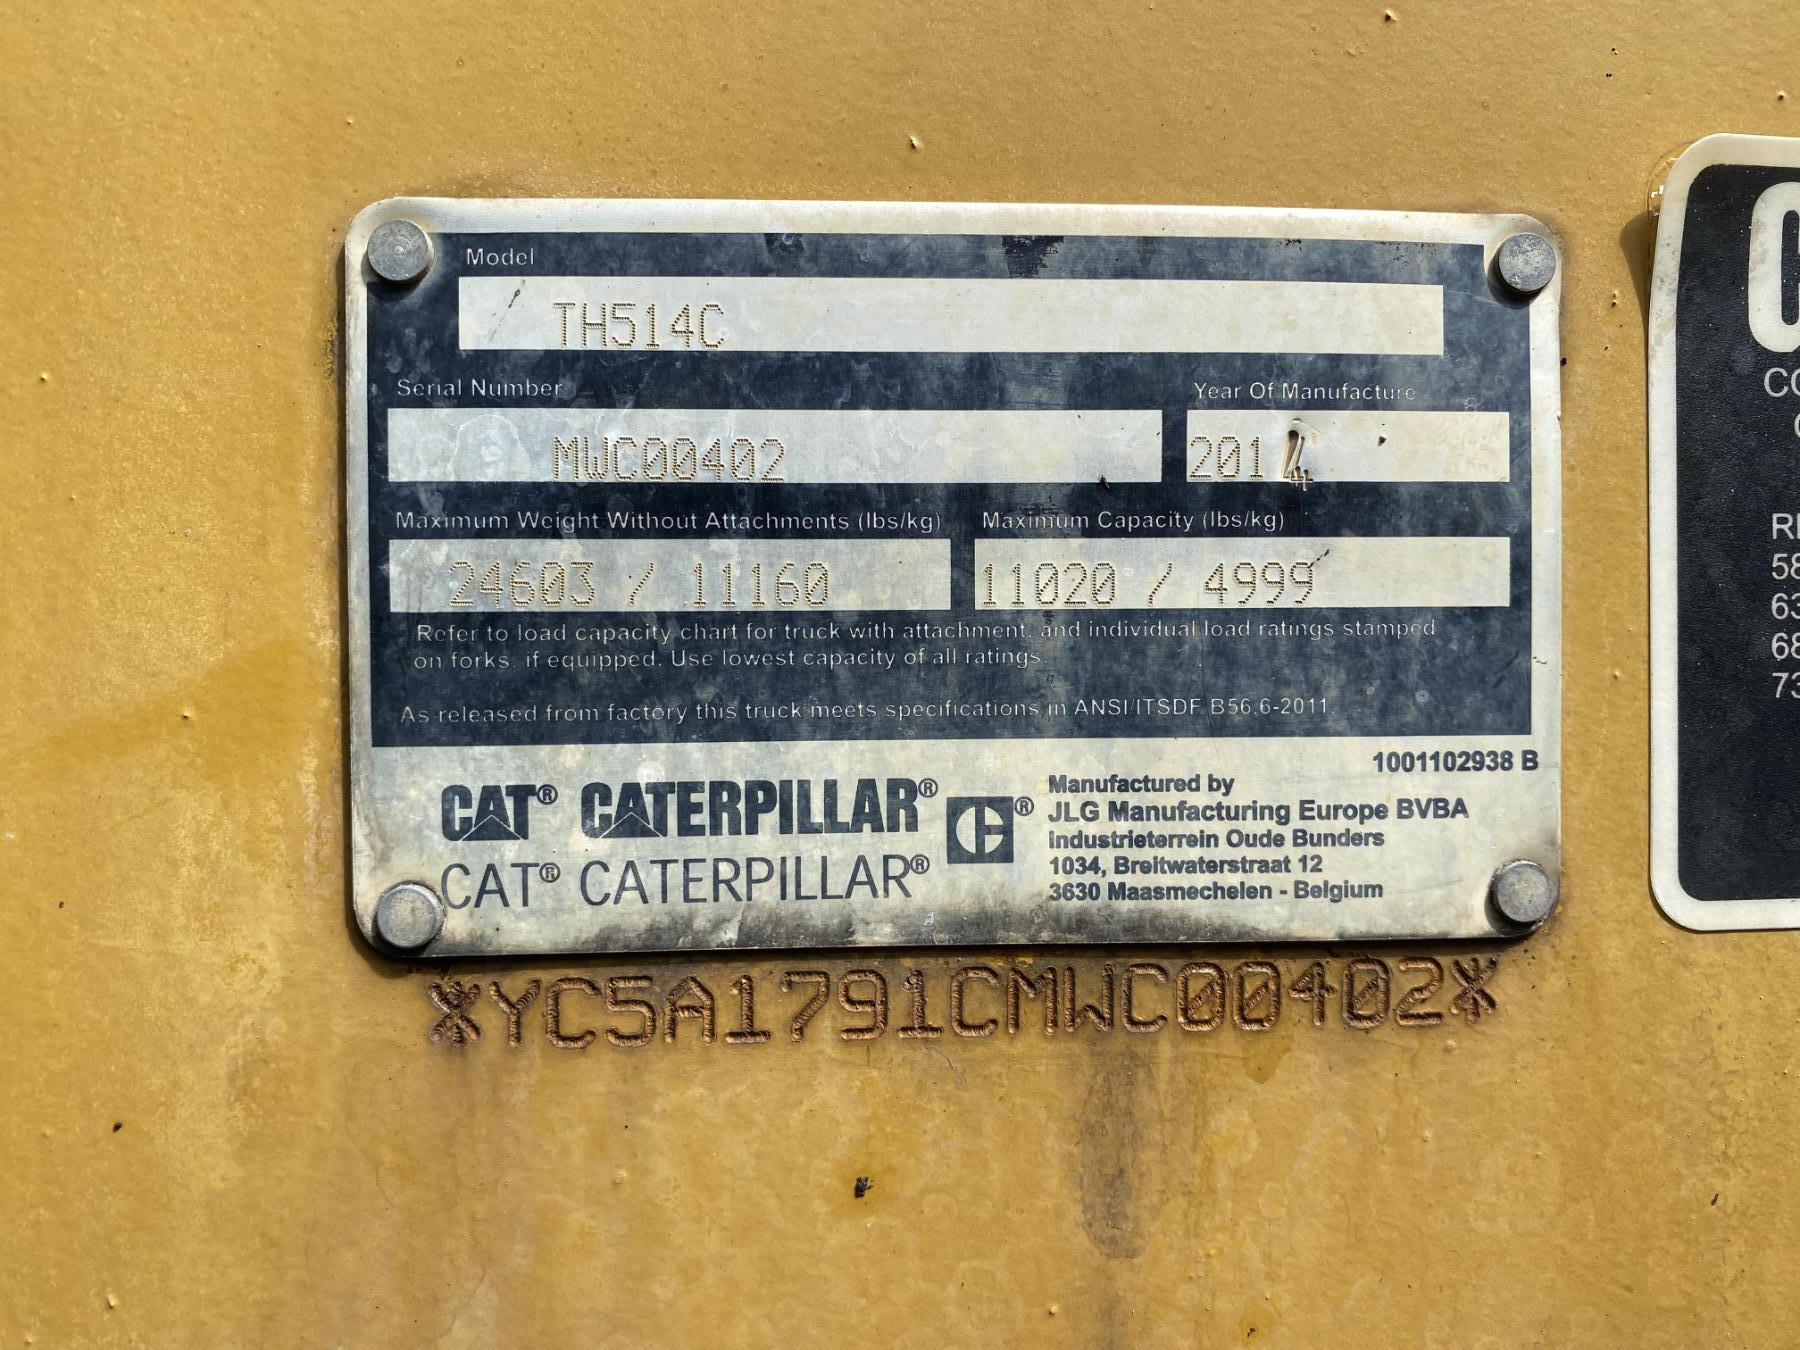 Model
TH514C
Serial Number
MWC00402
Year Of Manufacture
2014
Maximum Weight Without Attachments (lbs/kg)
24603 / 11160
Maximum Capacity (lbs/kg)
11020 / 4999
Refer to load capacity chart for truck with attachment, and individual load ratings stamped
on forks, if equipped. Use lowest capacity of all ratings.
As released from factory this truck meets specifications in ANSI/ITSDF B56.6-2011.
1001102938 B
CAT® CATERPILLAR®
CAT® CATERPILLAR®
®
Manufactured by
JLG Manufacturing Europe BVBA
Industrieterrein Oude Bunders
1034, Breitwaterstraat 12
3630 Maasmechelen - Belgium
*YC5A1791CMWC00402*